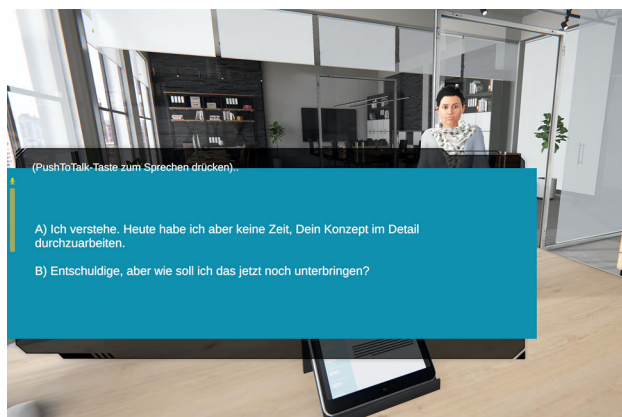 (PushToTalk-Taste zum Sprechen drücken)..
A) Ich verstehe. Heute habe ich aber keine Zeit, Dein Konzept im Detail
durchzuarbeiten.
B) Entschuldige, aber wie soll ich das jetzt noch unterbringen?